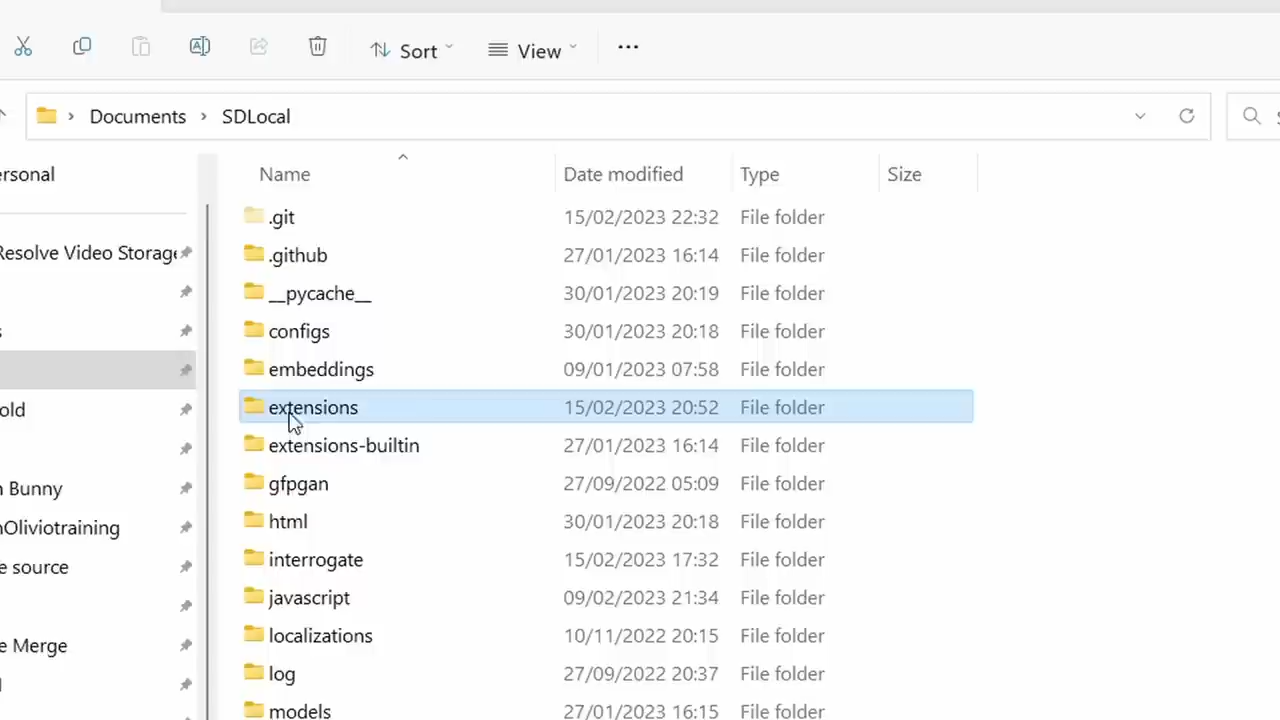 Sort
View
Documents > SDLocal
ersonal
Resolve Video Storage
s
old
n Bunny
nOliviotraining
e source
e Merge
Name Date modified Type Size
.git 15/02/2023 22:32 File folder
.github 27/01/2023 16:14 File folder
__pycache__ 30/01/2023 20:19 File folder
configs 30/01/2023 20:18 File folder
embeddings 09/01/2023 07:58 File folder
extensions 15/02/2023 20:52 File folder
extensions-builtin 27/01/2023 16:14 File folder
gfpgan 27/09/2022 05:09 File folder
html 30/01/2023 20:18 File folder
interrogate 15/02/2023 17:32 File folder
javascript 09/02/2023 21:34 File folder
localizations 10/11/2022 20:15 File folder
log 27/09/2022 20:37 File folder
models 27/01/2023 16:15 File folder